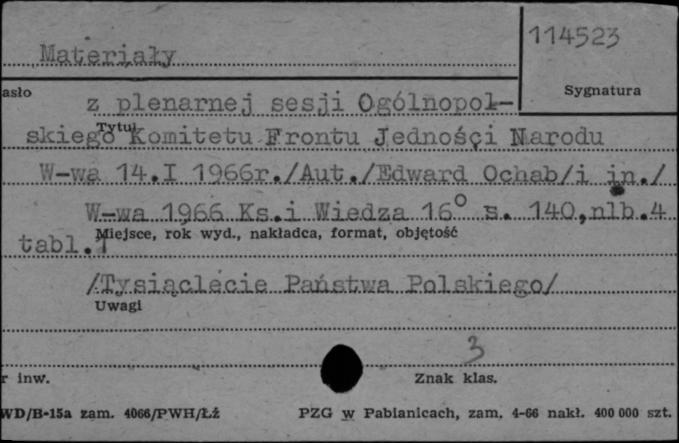 114523
Materiały
asło
Sygnatura
z plenarnej sesji Ogólnopol-
Tytuł
skiego Komitetu Frontu Jedności Narodu
W-wa 14.I 1966r./Aut./Edward Ochab/i in./
W-wa 1966 Ks.i Wiedza 16° s. 140,nlb.4
Miejsce, rok wyd., nakładca, format, objętość
tabl.1
/Tysiąclecie Państwa Polskiego/
Uwagi
3
r inw.
Znak klas.
WD/B-15a zam. 4066/PWH/Łź
PZG w Pabianicach, zam. 4-66 nakł. 400 000 szt.